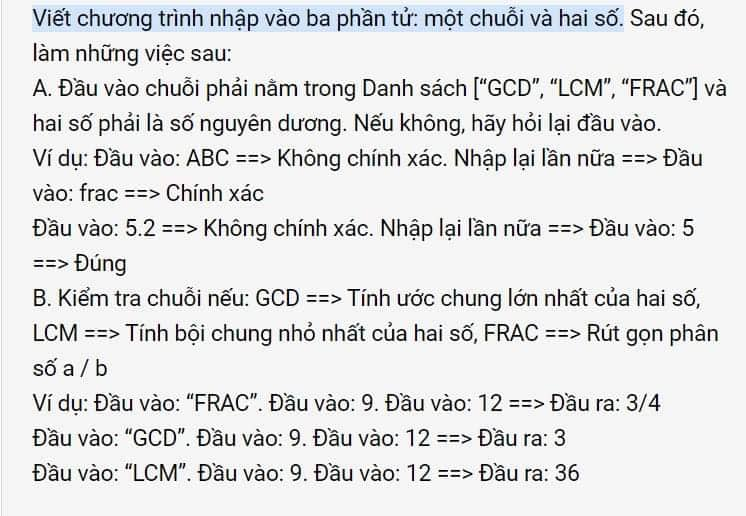 Viết chương trình nhập vào ba phần tử: một chuỗi và hai số. Sau đó,
làm những việc sau:
A. Đầu vào chuỗi phải nằm trong Danh sách [“GCD”, “LCM”, “FRAC”] và
hai số phải là số nguyên dương. Nếu không, hãy hỏi lại đầu vào.
Ví dụ: Đầu vào: ABC ==> Không chính xác. Nhập lại lần nữa ==> Đầu
vào: frac ==> Chính xác
Đầu vào: 5.2 ==> Không chính xác. Nhập lại lần nữa ==> Đầu vào: 5
==> Đúng
B. Kiểm tra chuỗi nếu: GCD ==> Tính ước chung lớn nhất của hai số,
LCM ==> Tính bội chung nhỏ nhất của hai số, FRAC ==> Rút gọn phân
số a / b
Ví dụ: Đầu vào: “FRAC”. Đầu vào: 9. Đầu vào: 12 ==> Đầu ra: 3/4
Đầu vào: “GCD”. Đầu vào: 9. Đầu vào: 12 ==> Đầu ra: 3
Đầu vào: “LCM”. Đầu vào: 9. Đầu vào: 12 ==> Đầu ra: 36